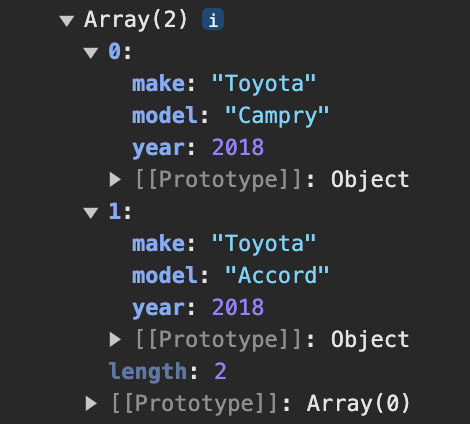 Array(2) i
0:
make: "Toyota"
model: "Campry"
year: 2018
[[Prototype]]: Object
1:
make: "Toyota"
model: "Accord"
year: 2018
[[Prototype]]: Object
length: 2
[[Prototype]]: Array(0)